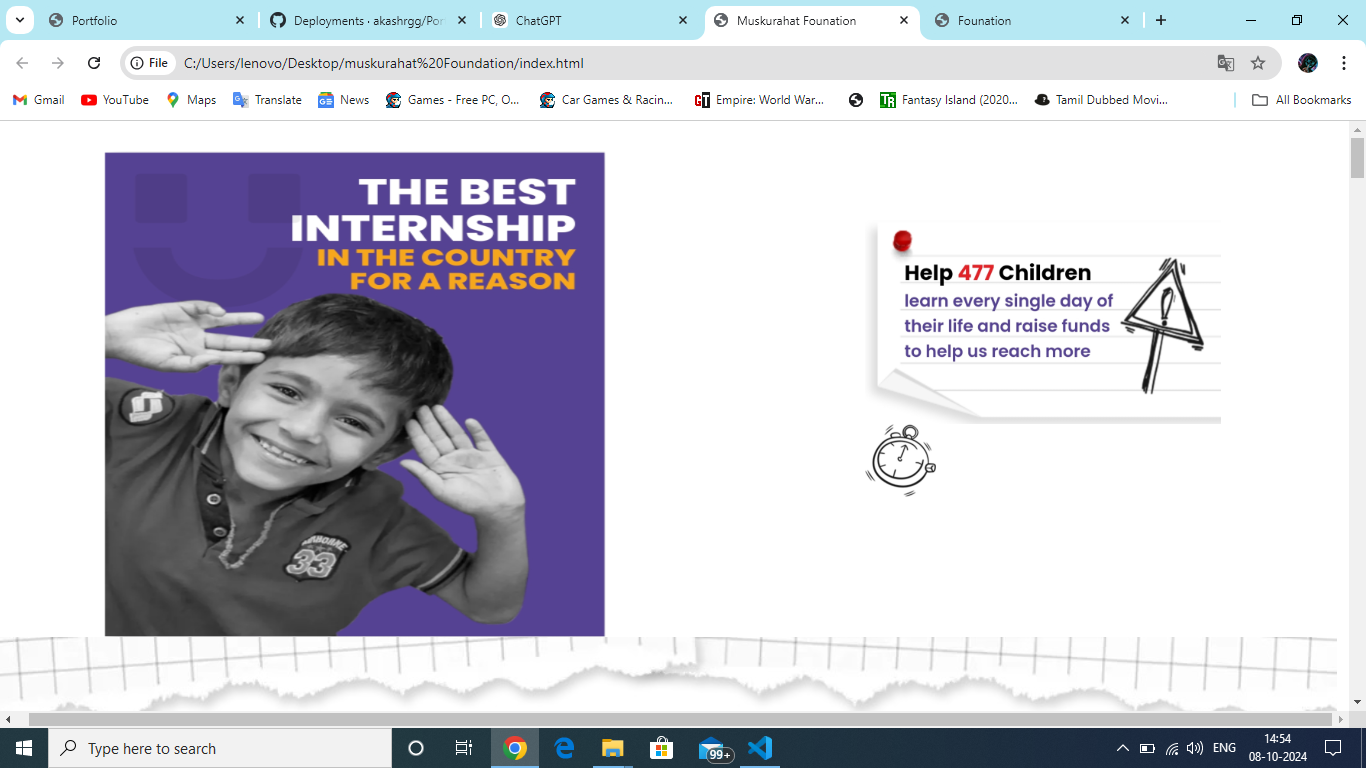 Portfolio
Deployments · akashrgg/Por
ChatGPT
Muskurahat Founation
Founation
File
C:/Users/lenovo/Desktop/muskurahat%20Foundation/index.html
Gmail
YouTube
Maps
Translate
News
Games - Free PC, O...
Car Games & Racin...
Empire: World War...
Fantasy Island (2020...
Tamil Dubbed Movi...
All Bookmarks
THE BEST
INTERNSHIP
IN THE COUNTRY
FOR A REASON
AIRBORNE
33
Help 477 Children
learn every single day of
their life and raise funds
to help us reach more
Type here to search
99+
ENG
14:54
08-10-2024